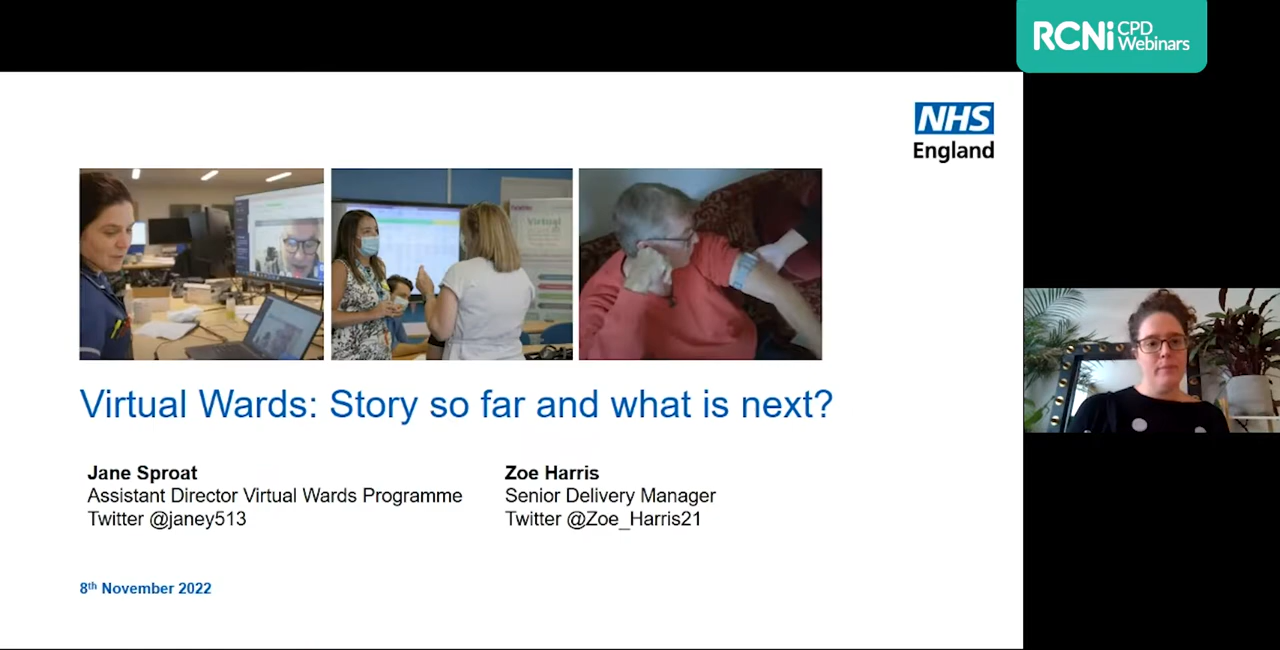 RCNi CPD
Webinars
NHS
England
Virtual
Virtual Wards: Story so far and what is next?
Jane Sproat
Assistant Director Virtual Wards Programme
Twitter @janey513
Zoe Harris
Senior Delivery Manager
Twitter @Zoe_Harris21
8th November 2022